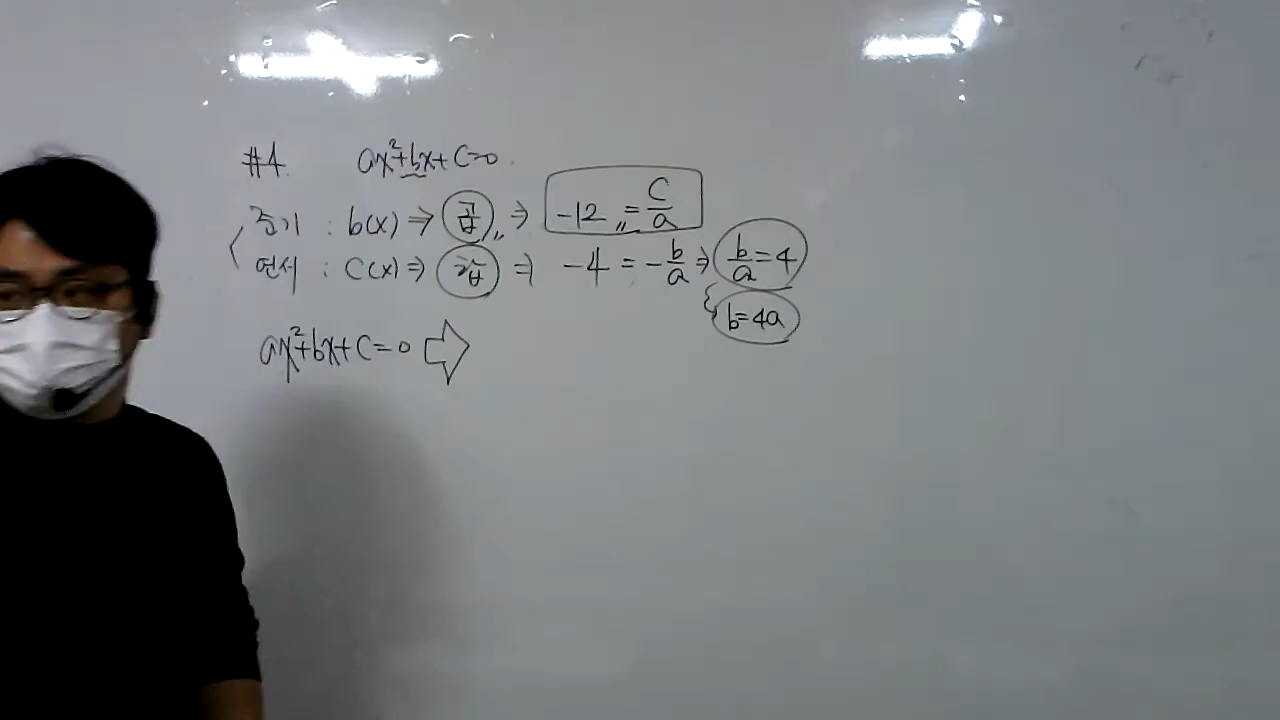 #4 ax²+bx+c=0
준기 : b(x) ⇒ 곱 ⇒ -12 = c/a
연서 : c(x) ⇒ 합 ⇒ -4 = -b/a ⇒ b/a=4
b=4a
ax²+bx+c=0 ⇨